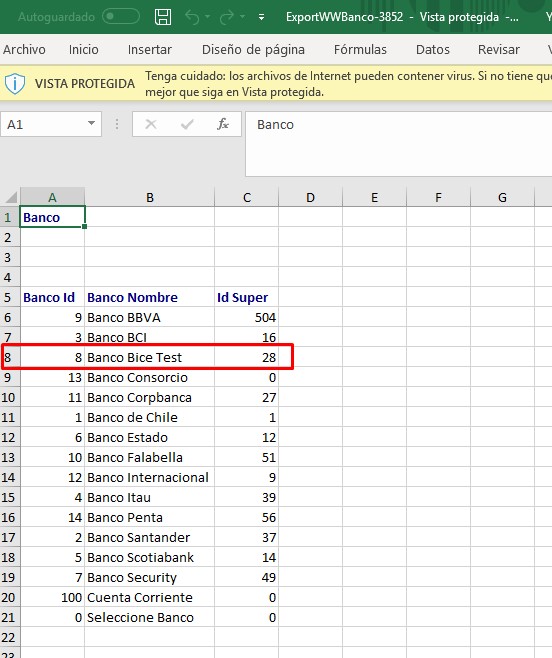 Autoguardado ExportWWBanco-3852 - Vista protegida -...
Archivo Inicio Insertar Diseño de página Fórmulas Datos Revisar
VISTA PROTEGIDA Tenga cuidado: los archivos de Internet pueden contener virus. Si no tiene que
mejor que siga en Vista protegida.
A1 fx Banco
A B C D E F G
1 Banco
2
3
4
5 Banco Id Banco Nombre Id Super
6 9 Banco BBVA 504
7 3 Banco BCI 16
8 8 Banco Bice Test 28
9 13 Banco Consorcio 0
10 11 Banco Corpbanca 27
11 1 Banco de Chile 1
12 6 Banco Estado 12
13 10 Banco Falabella 51
14 12 Banco Internacional 9
15 4 Banco Itau 39
16 14 Banco Penta 56
17 2 Banco Santander 37
18 5 Banco Scotiabank 14
19 7 Banco Security 49
20 100 Cuenta Corriente 0
21 0 Seleccione Banco 0
22
23